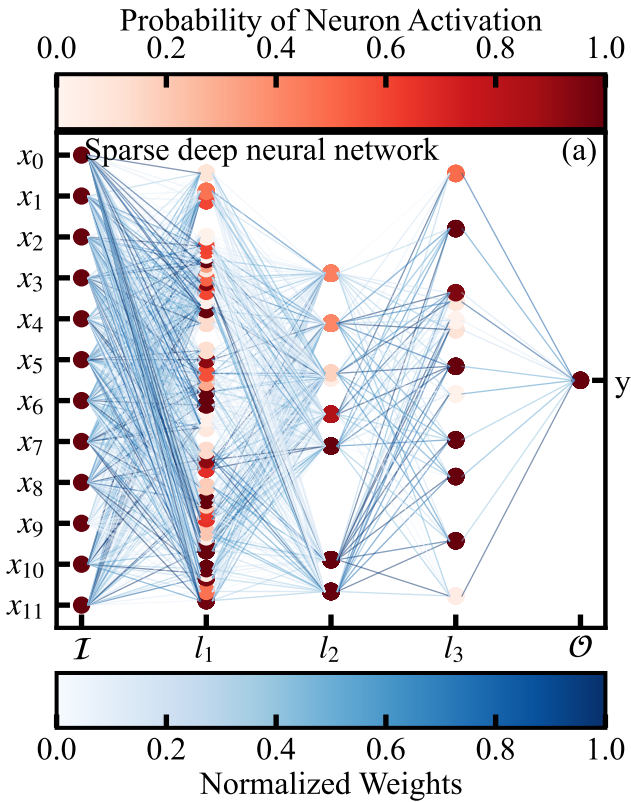 Probability of Neuron Activation
0.0 0.2 0.4 0.6 0.8 1.0
Sparse deep neural network (a)
x₀
x₁
x₂
x₃
x₄
x₅
y
x₆
x₇
x₈
x₉
x₁₀
x₁₁
ℐ l₁ l₂ l₃ 𝒪
0.0 0.2 0.4 0.6 0.8 1.0
Normalized Weights